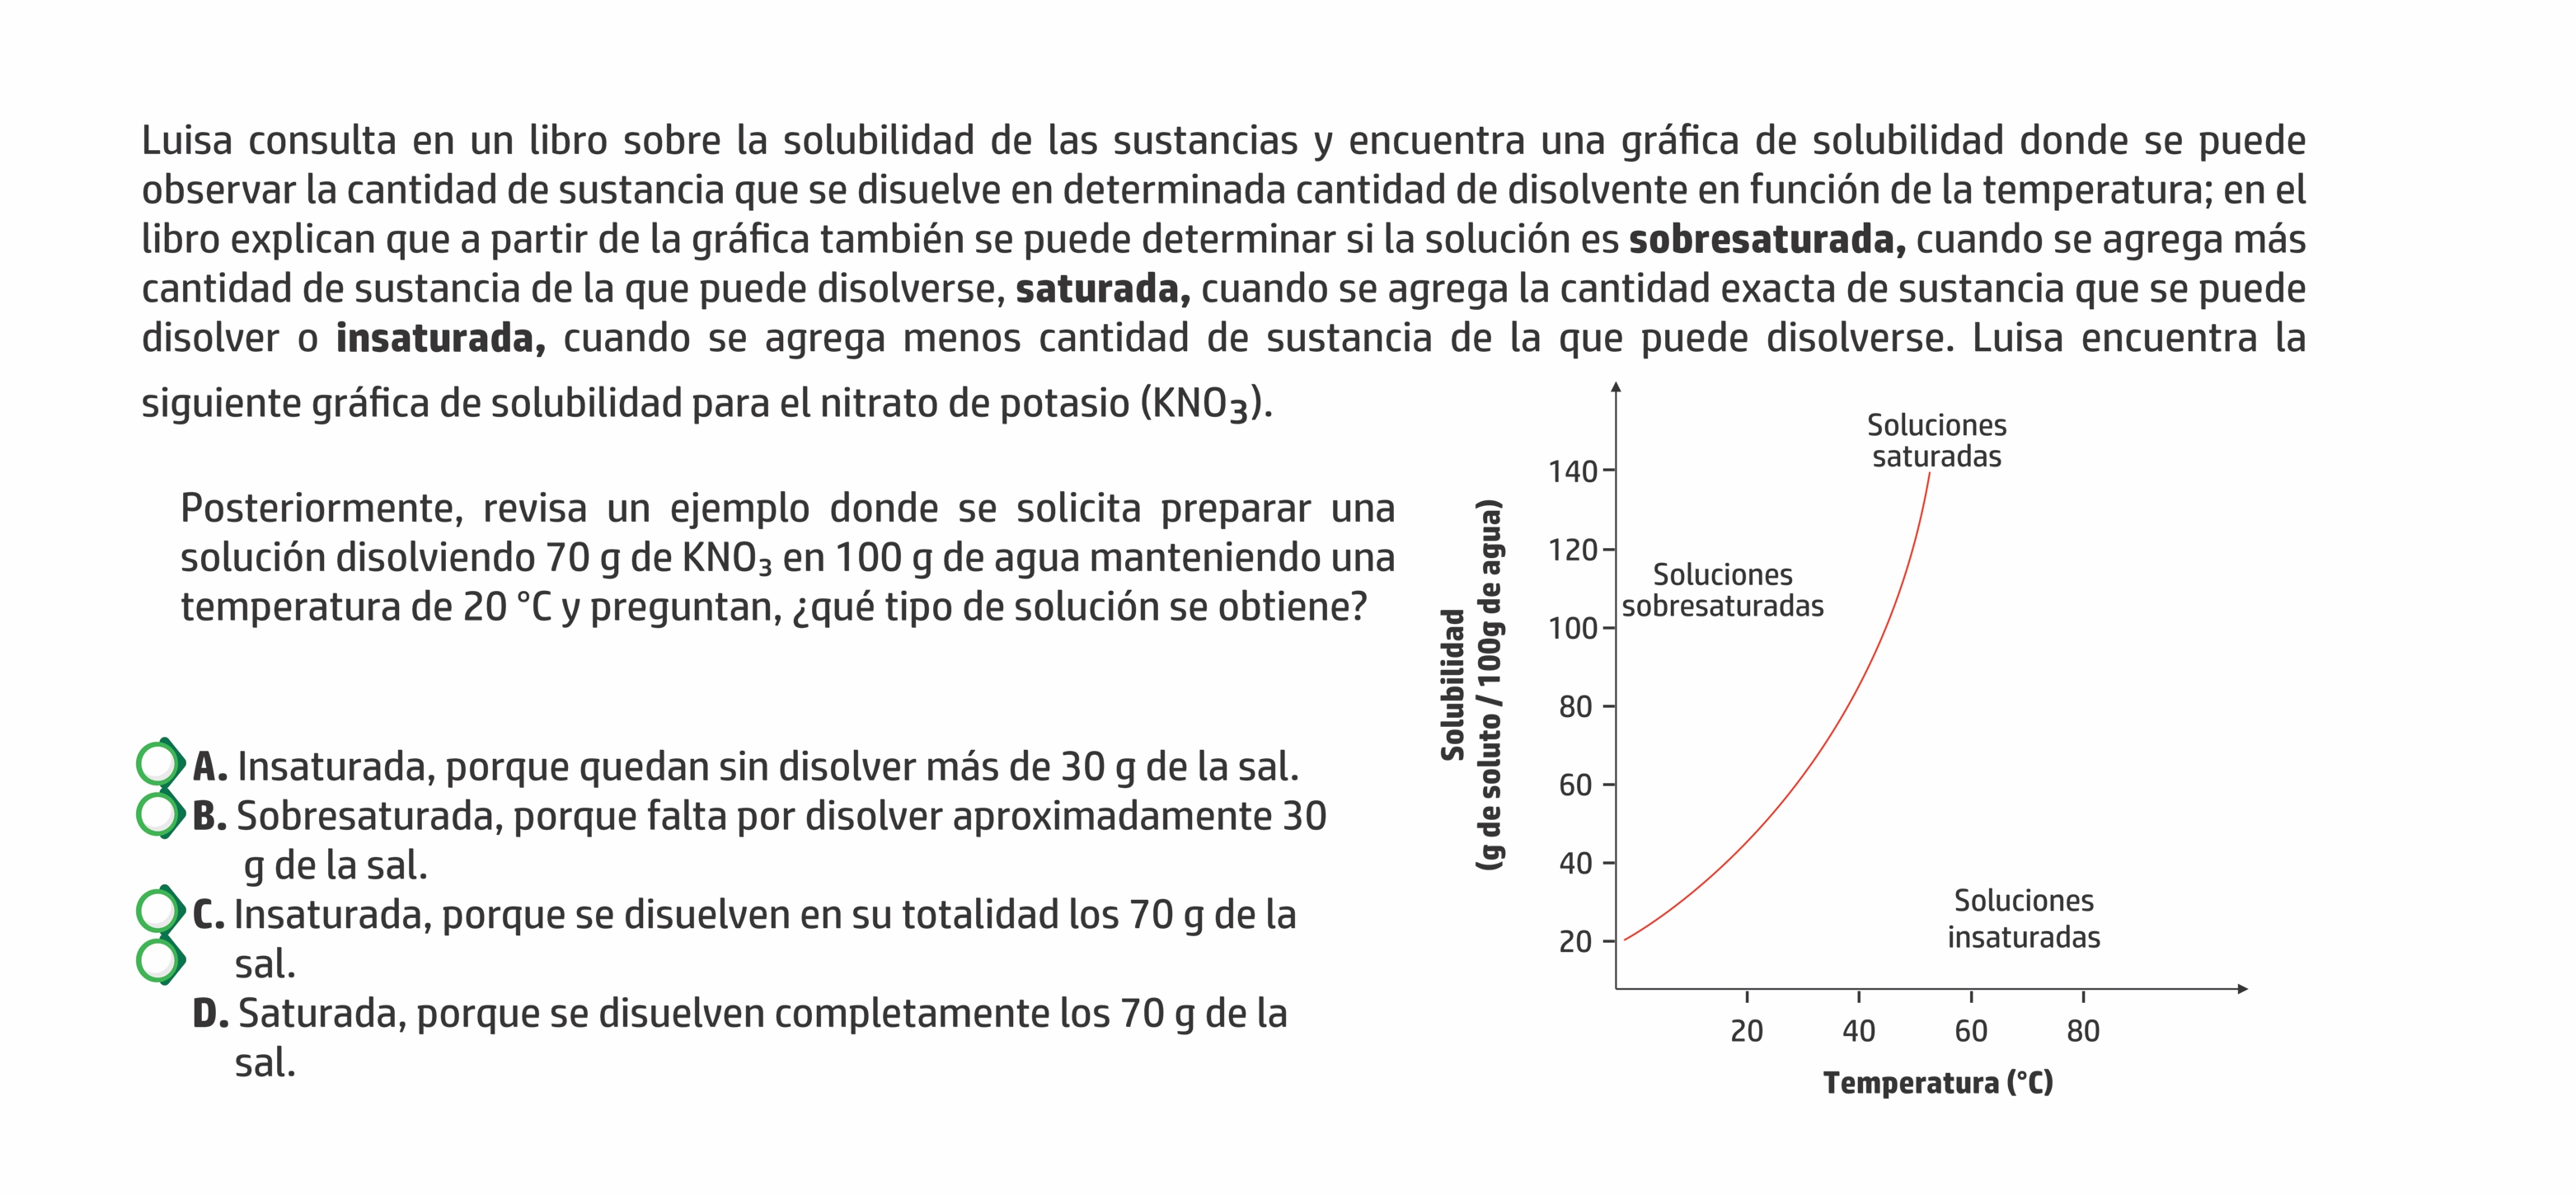 Luisa consulta en un libro sobre la solubilidad de las sustancias y encuentra una gráfica de solubilidad donde se puede
observar la cantidad de sustancia que se disuelve en determinada cantidad de disolvente en función de la temperatura; en el
libro explican que a partir de la gráfica también se puede determinar si la solución es sobresaturada, cuando se agrega más
cantidad de sustancia de la que puede disolverse, saturada, cuando se agrega la cantidad exacta de sustancia que se puede
disolver o insaturada, cuando se agrega menos cantidad de sustancia de la que puede disolverse. Luisa encuentra la
siguiente gráfica de solubilidad para el nitrato de potasio (KNO₃).
Posteriormente, revisa un ejemplo donde se solicita preparar una
solución disolviendo 70 g de KNO₃ en 100 g de agua manteniendo una
temperatura de 20 °C y preguntan, ¿qué tipo de solución se obtiene?
A. Insaturada, porque quedan sin disolver más de 30 g de la sal.
B. Sobresaturada, porque falta por disolver aproximadamente 30
g de la sal.
C. Insaturada, porque se disuelven en su totalidad los 70 g de la
sal.
D. Saturada, porque se disuelven completamente los 70 g de la
sal.
Solubilidad
(g de soluto / 100g de agua)
140
120
100
80
60
40
20
Soluciones
saturadas
Soluciones
sobresaturadas
Soluciones
insaturadas
20 40 60 80
Temperatura (°C)